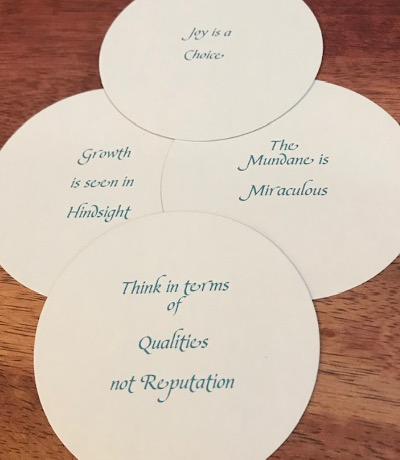 Joy is a
Choice
Growth
is seen in
Hindsight
The
Mundane is
Miraculous
Think in terms
of
Qualities
not Reputation